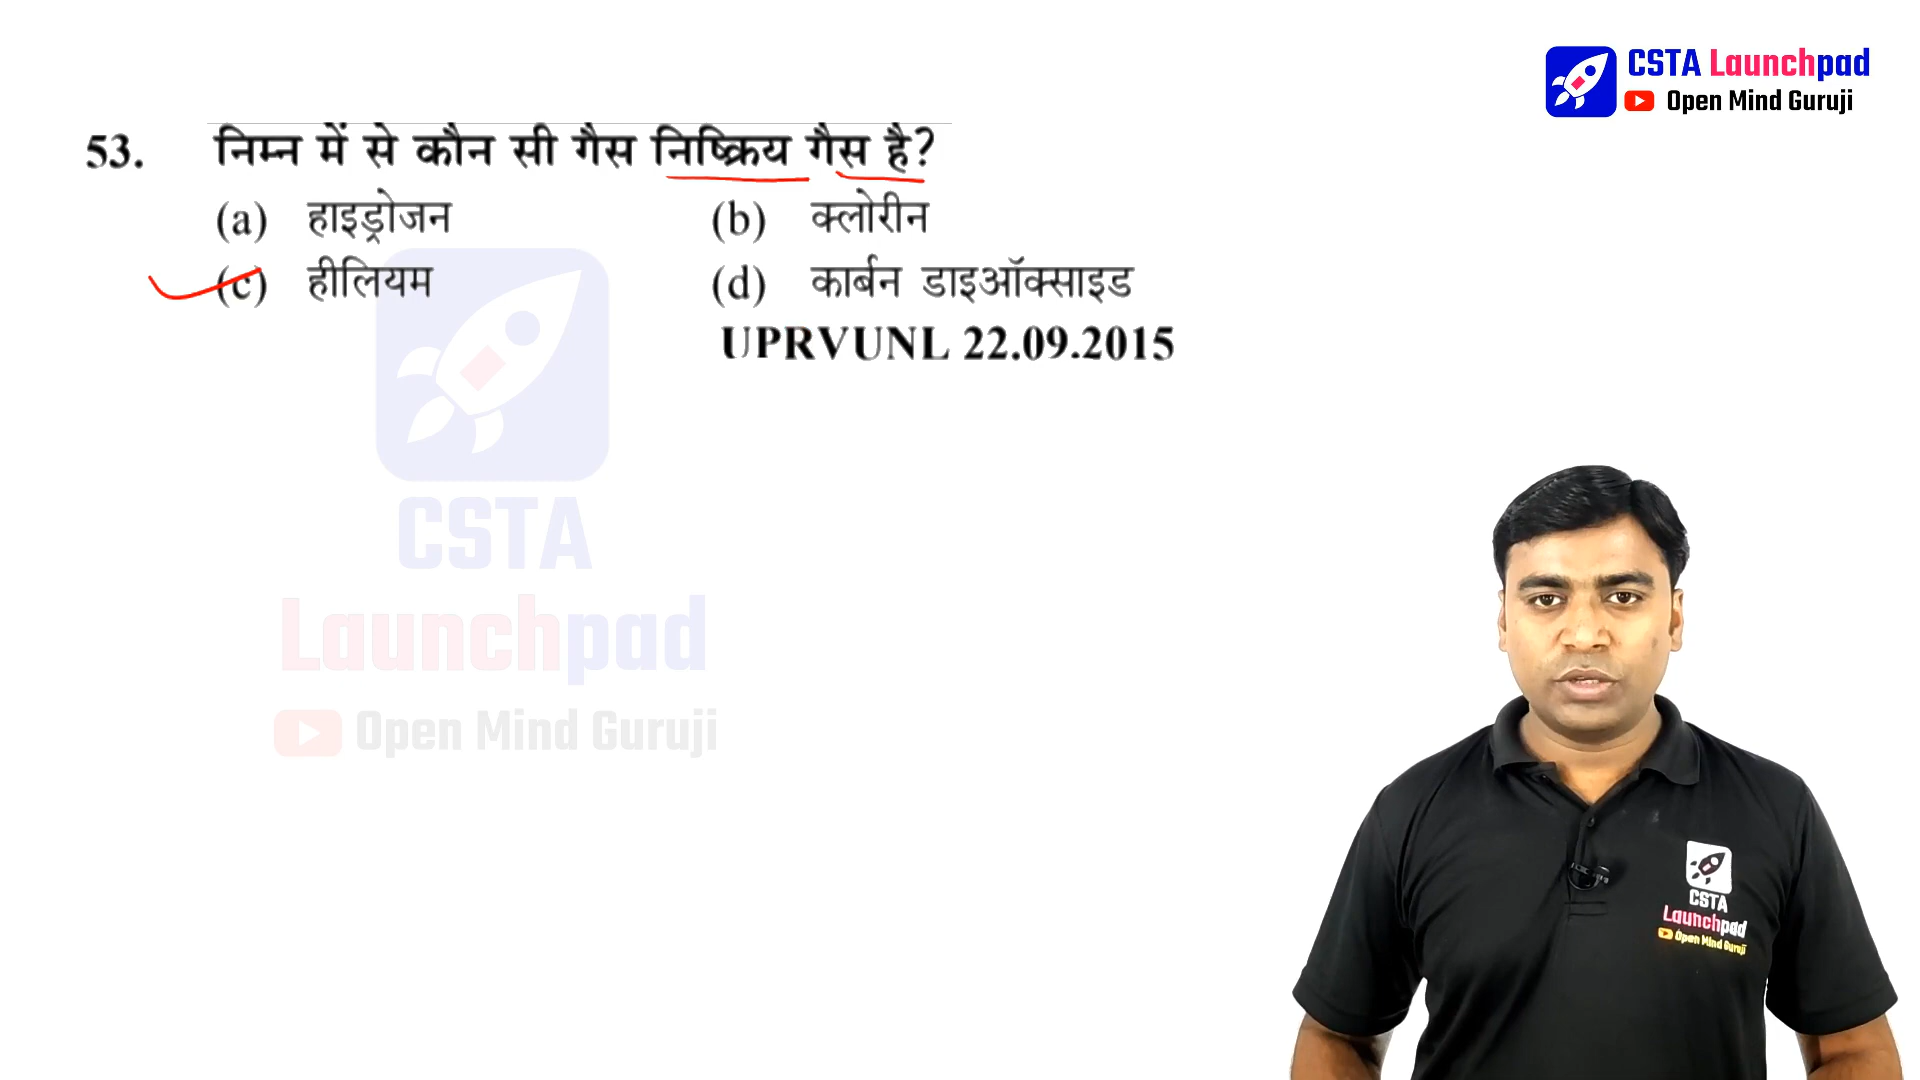 CSTA Launchpad
Open Mind Guruji
53. निम्न में से कौन सी गैस निष्क्रिय गैस है?
(a) हाइड्रोजन (b) क्लोरीन
(c) हीलियम (d) कार्बन डाइऑक्साइड
UPRVUNL 22.09.2015
CSTA
Launchpad
Open Mind Guruji
CSTA
Launchpad
Open Mind Guruji